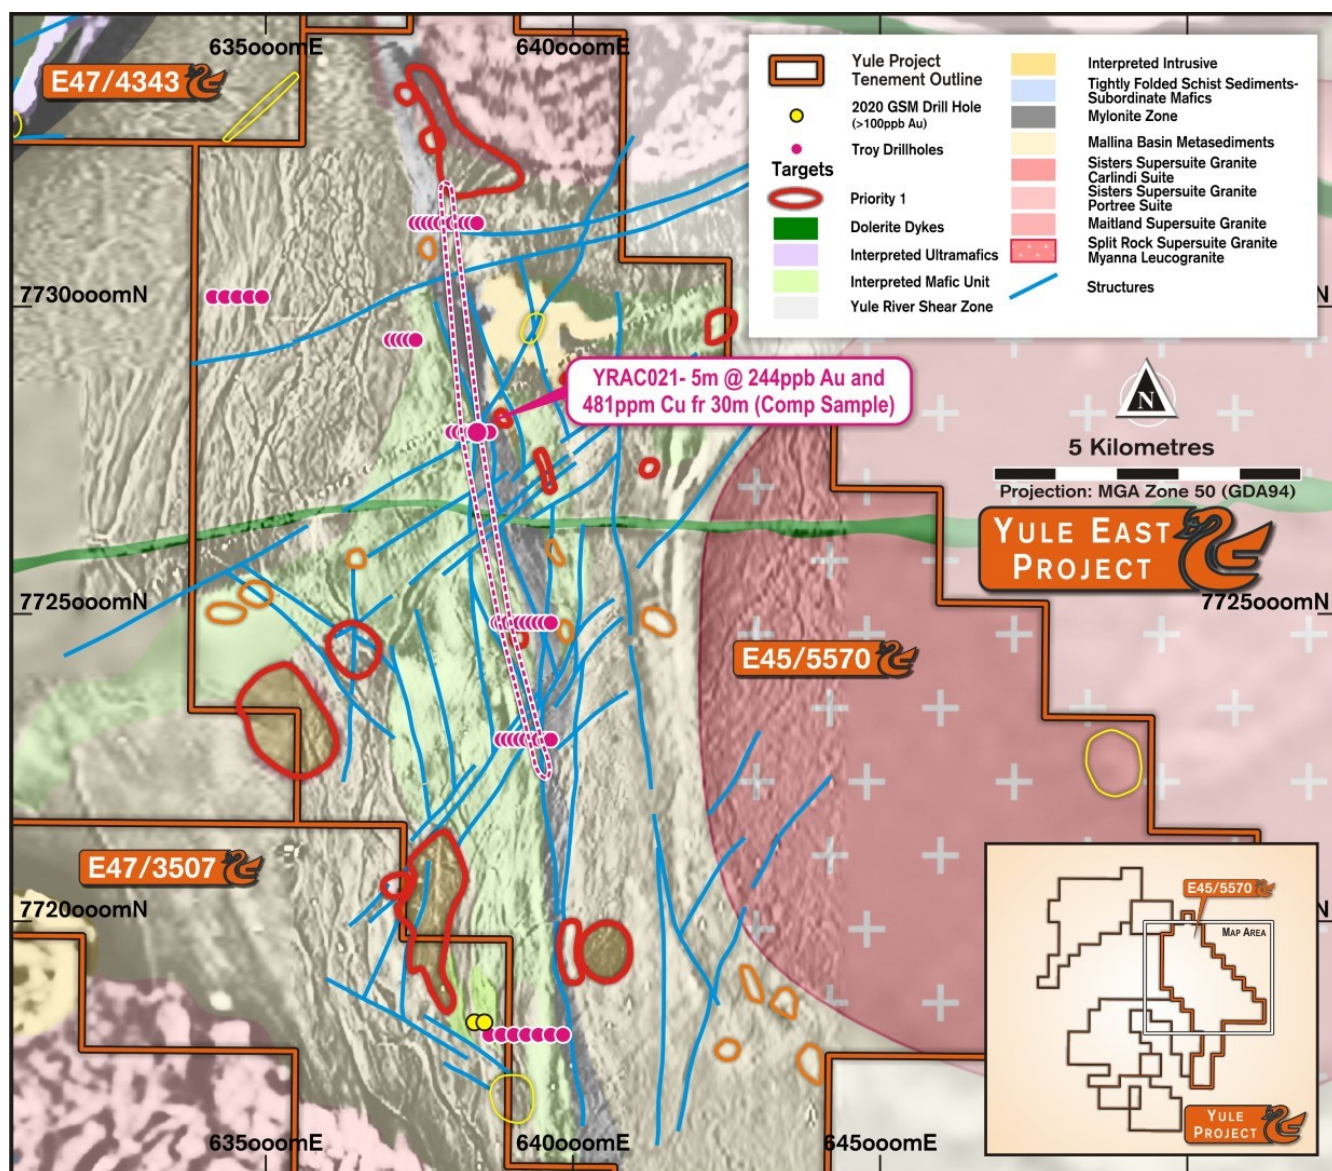 635000mE
640000mE
E47/4343
Yule Project
Tenement Outline
2020 GSM Drill Hole
(>100ppb Au)
Troy Drillholes
Targets
Priority 1
Dolerite Dykes
Interpreted Ultramafics
Interpreted Mafic Unit
Yule River Shear Zone
Interpreted Intrusive
Tightly Folded Schist Sediments-
Subordinate Mafics
Mylonite Zone
Mallina Basin Metasediments
Sisters Supersuite Granite
Carlindi Suite
Sisters Supersuite Granite
Portree Suite
Maitland Supersuite Granite
Split Rock Supersuite Granite
Myanna Leucogranite
Structures
7730000mN
N
YRAC021- 5m @ 244ppb Au and
481ppm Cu fr 30m (Comp Sample)
N
5 Kilometres
Projection: MGA Zone 50 (GDA94)
YULE EAST
PROJECT
7725000mN
7725000mN
E45/5570
E47/3507
7720000mN
N
E45/5570
MAP AREA
YULE
PROJECT
635000mE
640000mE
645000mE